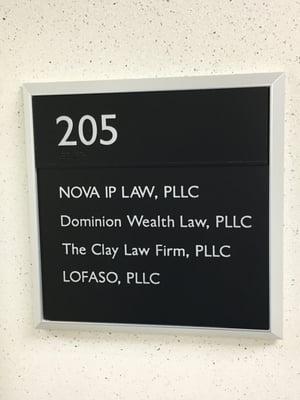 205
NOVA IP LAW, PLLC
Dominion Wealth Law, PLLC
The Clay Law Firm, PLLC
LOFASO, PLLC